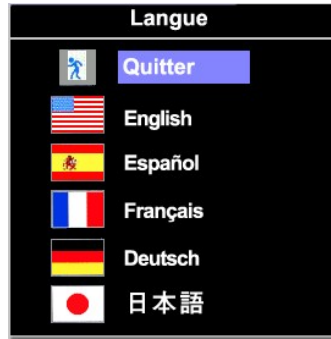 Langue
Quitter
English
Español
Français
Deutsch
日本語